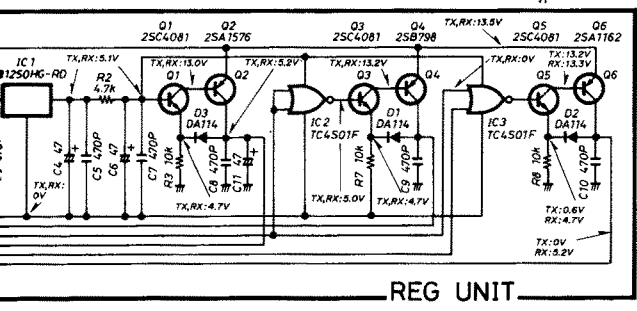 Q1
2SC4081
Q2
2SA1576
Q3
2SC4081
Q4
2SB798
TX,RX:13.5V
Q5
2SC4081
Q6
2SA1162
IC1
TX,RX:5.1V
TX,RX:13.0V
TX,RX:5.2V
TX,RX:13.2V
TX,RX:0V
TX:13.2V
RX:13.3V
81250HG-RD
R2
4.7k
Q1
Q2
Q3
Q4
Q5
Q6
D3
DA114
IC2
TC4S01F
D1
DA114
IC3
TC4S01F
D2
DA114
C4 47
C5 470P
C6 47
C7 470P
R3 10k
C8 470P
C11 47
R7 10k
C9 470P
R8 10k
C10 470P
TX,RX:
0V
TX,RX:4.7V
TX,RX:5.0V
TX,RX:4.7V
TX:0.6V
RX:4.7V
TX:0V
RX:5.2V
REG UNIT